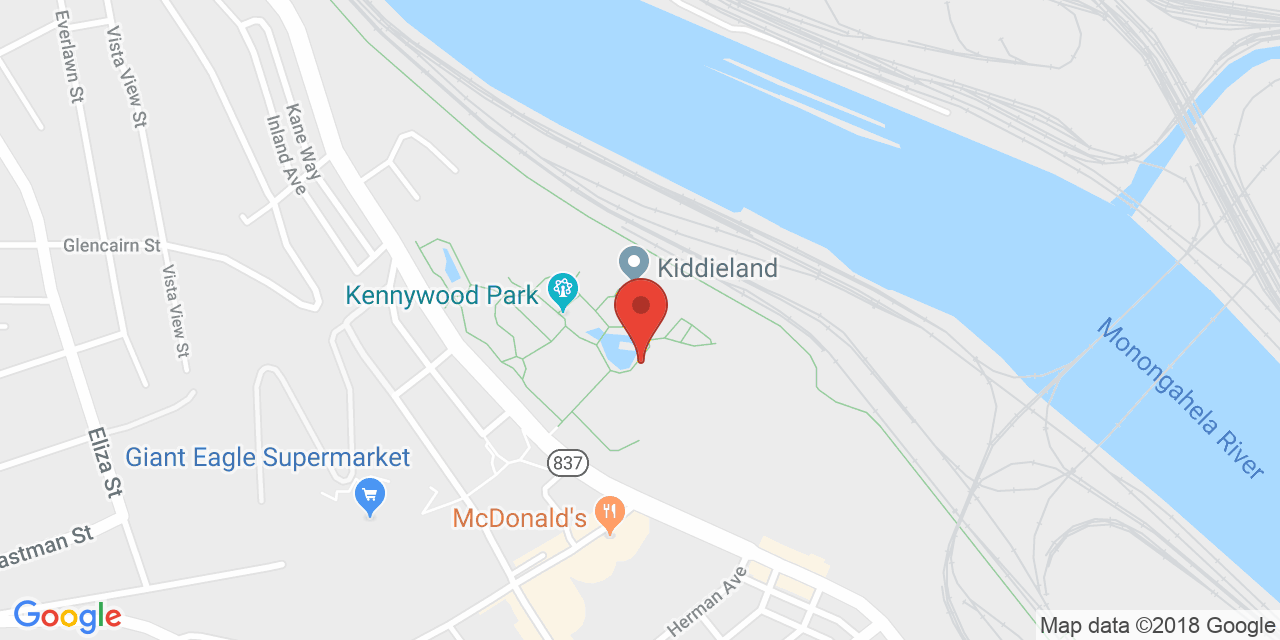 Everlawn St
Vista View St
Kane Way
Inland Ave
Glencairn St
Vista View St
Kiddieland
Kennywood Park
Monongahela River
Eliza St
Giant Eagle Supermarket
837
McDonald's
astman St
Herman Ave
Google
Map data ©2018 Google